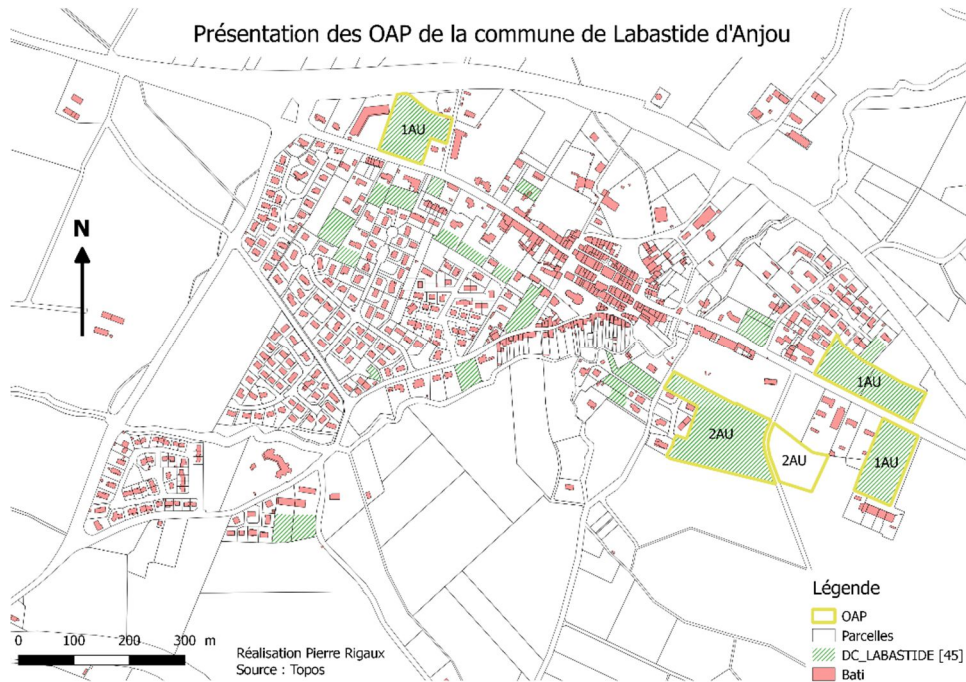 Présentation des OAP de la commune de Labastide d'Anjou
1AU
N
1AU
2AU
2AU
1AU
Légende
OAP
Parcelles
DC_LABASTIDE [45]
Bati
0 100 200 300 m
Réalisation Pierre Rigaux
Source : Topos